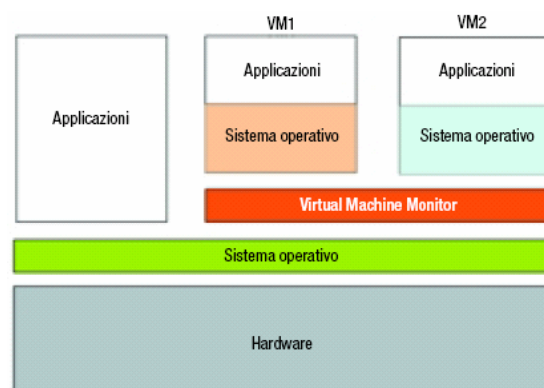 VM1
VM2
Applicazioni
Applicazioni
Applicazioni
Sistema operativo
Sistema operativo
Virtual Machine Monitor
Sistema operativo
Hardware